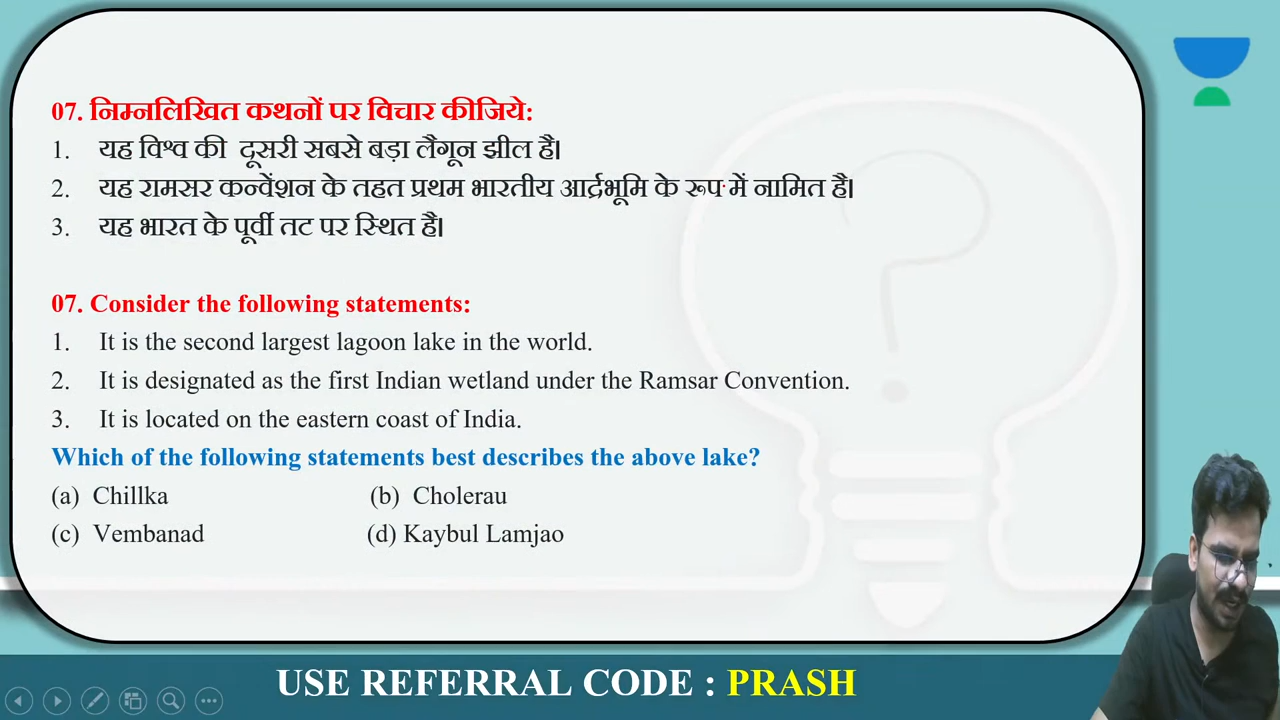 07. निम्नलिखित कथनों पर विचार कीजिये:
1. यह विश्व की दूसरी सबसे बड़ा लैगून झील है।
2. यह रामसर कन्वेंशन के तहत प्रथम भारतीय आर्द्रभूमि के रूप में नामित है।
3. यह भारत के पूर्वी तट पर स्थित है।
07. Consider the following statements:
1. It is the second largest lagoon lake in the world.
2. It is designated as the first Indian wetland under the Ramsar Convention.
3. It is located on the eastern coast of India.
Which of the following statements best describes the above lake?
(a) Chillka (b) Cholerau
(c) Vembanad (d) Kaybul Lamjao
USE REFERRAL CODE : PRASH